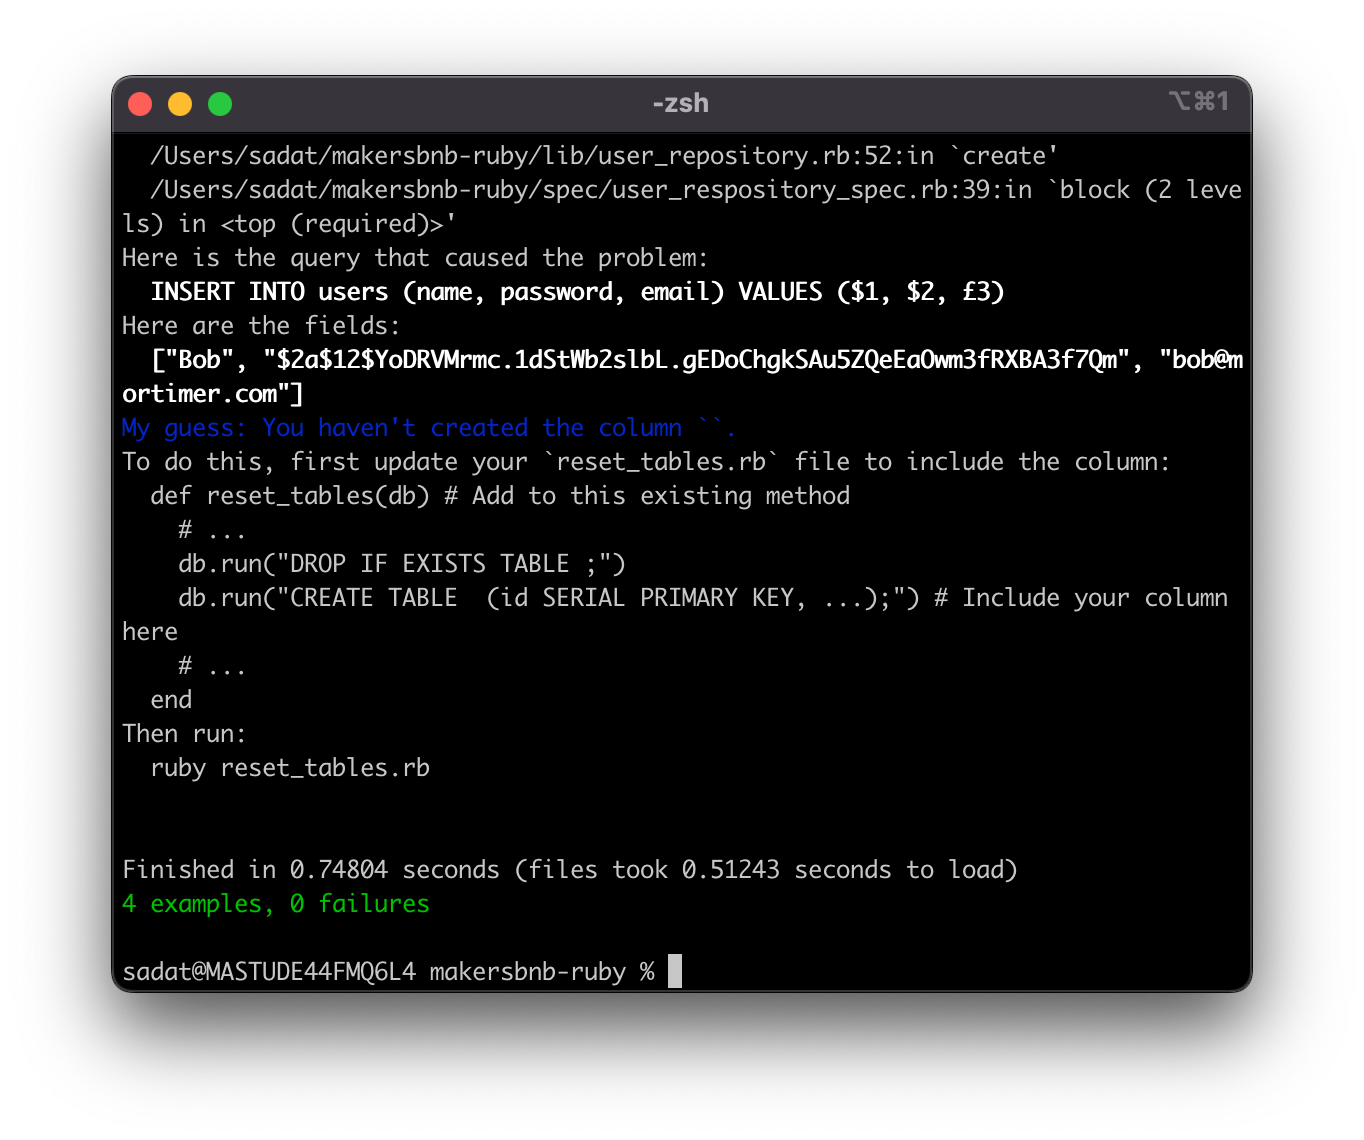 -zsh
⌥⌘1
/Users/sadat/makersbnb-ruby/lib/user_repository.rb:52:in `create'
/Users/sadat/makersbnb-ruby/spec/user_respository_spec.rb:39:in `block (2 leve
ls) in <top (required)>'
Here is the query that caused the problem:
INSERT INTO users (name, password, email) VALUES ($1, $2, £3)
Here are the fields:
["Bob", "$2a$12$YoDRVMrmc.1dStWb2slbL.gEDoChgkSAu5ZQeEaOwm3fRXBA3f7Qm", "bob@m
ortimer.com"]
My guess: You haven't created the column ``.
To do this, first update your `reset_tables.rb` file to include the column:
def reset_tables(db) # Add to this existing method
# ...
db.run("DROP IF EXISTS TABLE ;")
db.run("CREATE TABLE  (id SERIAL PRIMARY KEY, ...);") # Include your column
here
# ...
end
Then run:
ruby reset_tables.rb
Finished in 0.74804 seconds (files took 0.51243 seconds to load)
4 examples, 0 failures
sadat@MASTUDE44FMQ6L4 makersbnb-ruby %